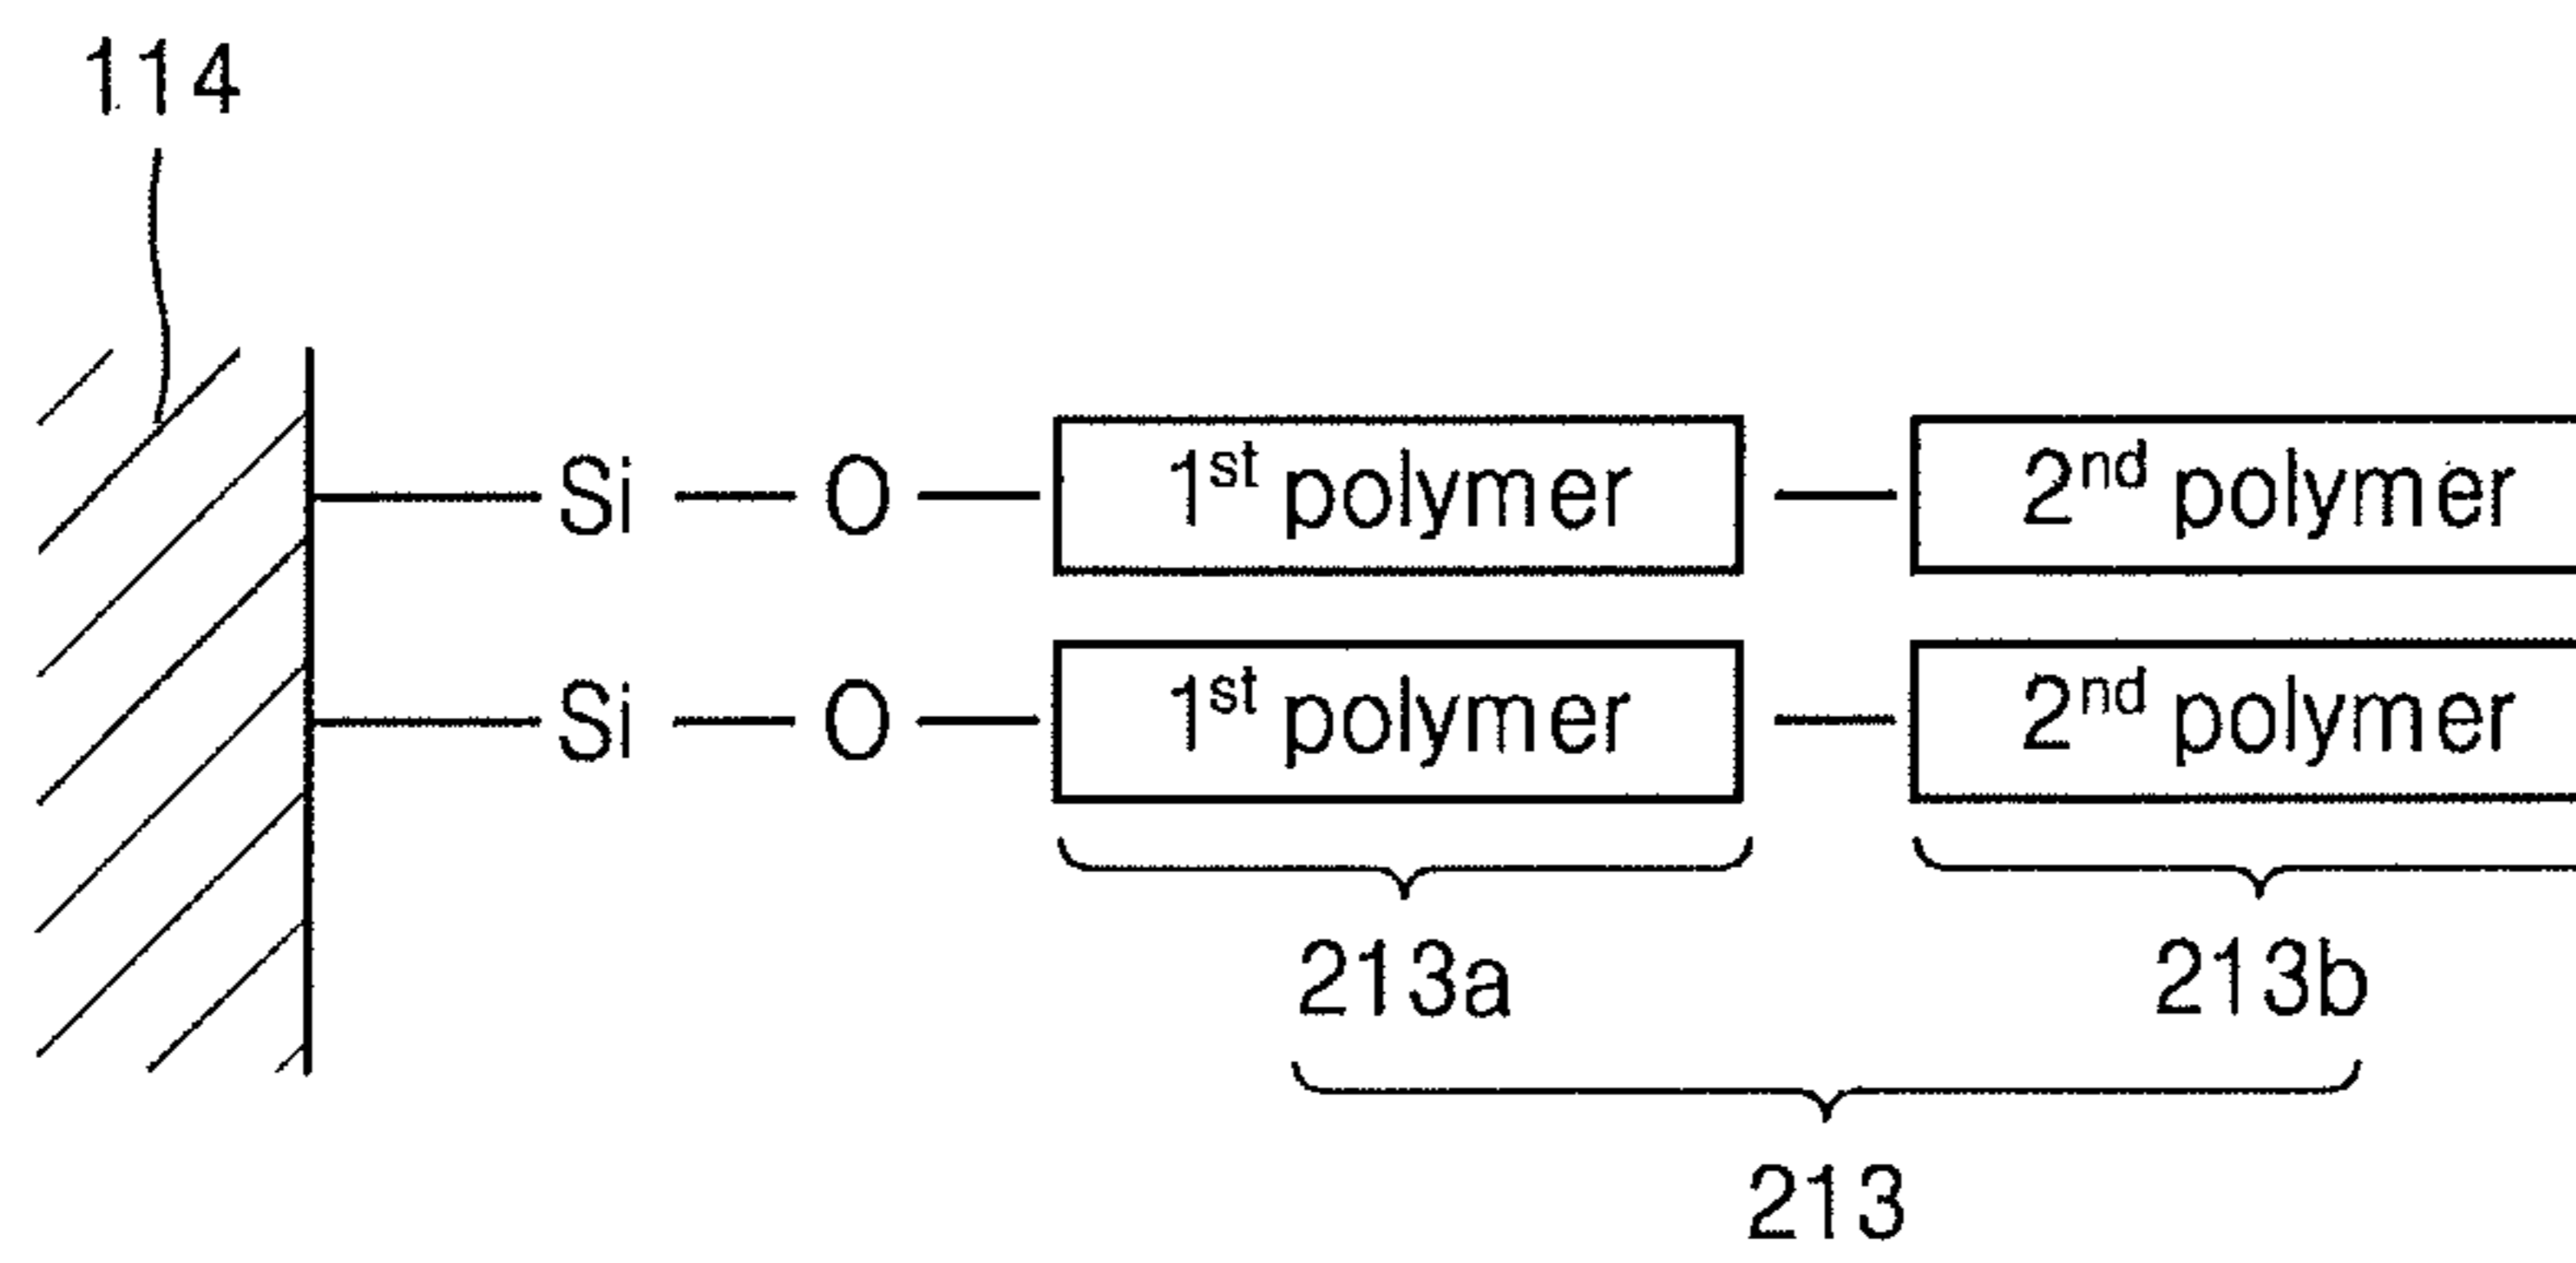 114
Si — O — 1st polymer — 2nd polymer
Si — O — 1st polymer — 2nd polymer
213a 213b
213